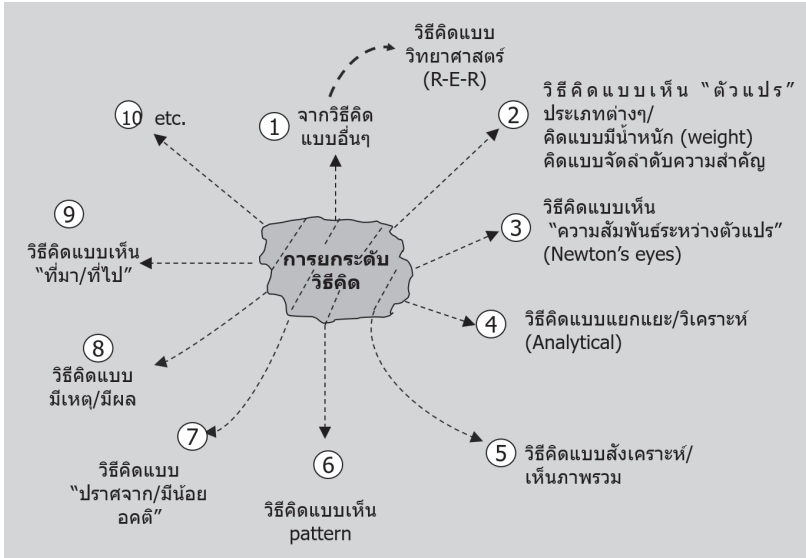 วิธีคิดแบบ
วิทยาศาสตร์
(R-E-R)
1 จากวิธีคิด
แบบอื่นๆ
2 วิธีคิดแบบเห็น “ตัวแปร”
ประเภทต่างๆ/
คิดแบบมีน้ำหนัก (weight)
คิดแบบจัดลำดับความสำคัญ
3 วิธีคิดแบบเห็น
“ความสัมพันธ์ระหว่างตัวแปร”
(Newton’s eyes)
4 วิธีคิดแบบแยกแยะ/วิเคราะห์
(Analytical)
5 วิธีคิดแบบสังเคราะห์/
เห็นภาพรวม
6
วิธีคิดแบบเห็น
pattern
7
วิธีคิดแบบ
“ปราศจาก/มีน้อย
อคติ”
8
วิธีคิดแบบ
มีเหตุ/มีผล
9
วิธีคิดแบบเห็น
“ที่มา/ที่ไป”
10 etc.
การยกระดับ
วิธีคิด